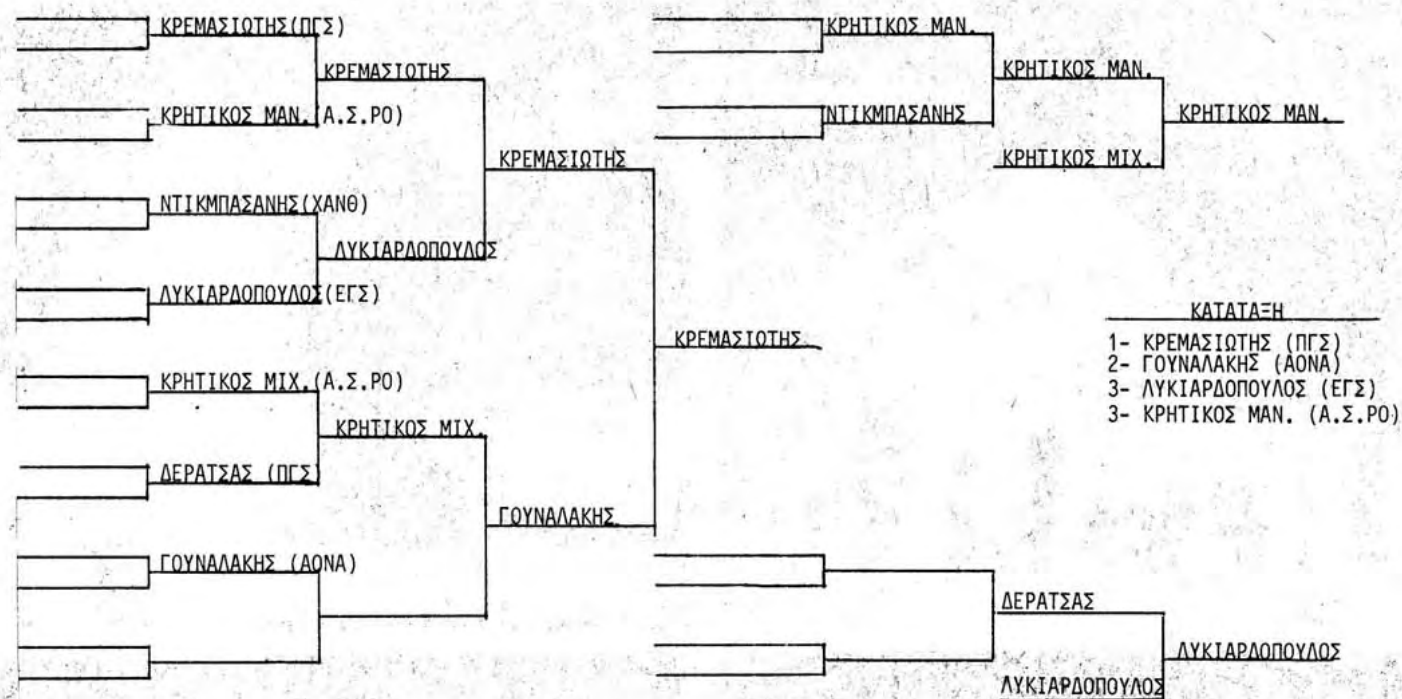 ΚΡΕΜΑΣΙΩΤΗΣ(ΠΓΣ)
ΚΡΕΜΑΣΙΩΤΗΣ
ΚΡΗΤΙΚΟΣ ΜΑΝ.(Α.Σ.ΡΟ)
ΚΡΕΜΑΣΙΩΤΗΣ
ΝΤΙΚΜΠΑΣΑΝΗΣ(ΧΑΝΘ)
ΛΥΚΙΑΡΔΟΠΟΥΛΟΣ
ΛΥΚΙΑΡΔΟΠΟΥΛΟΣ(ΕΓΣ)
ΚΡΕΜΑΣΙΩΤΗΣ
ΚΡΗΤΙΚΟΣ ΜΙΧ.(Α.Σ.ΡΟ)
ΚΡΗΤΙΚΟΣ ΜΙΧ.
ΔΕΡΑΤΣΑΣ (ΠΓΣ)
ΓΟΥΝΑΛΑΚΗΣ
ΓΟΥΝΑΛΑΚΗΣ (ΑΟΝΑ)
ΚΡΗΤΙΚΟΣ ΜΑΝ.
ΚΡΗΤΙΚΟΣ ΜΑΝ.
ΝΤΙΚΜΠΑΣΑΝΗΣ
ΚΡΗΤΙΚΟΣ ΜΑΝ.
ΚΡΗΤΙΚΟΣ ΜΙΧ.
ΚΑΤΑΤΑΞΗ
1- ΚΡΕΜΑΣΙΩΤΗΣ (ΠΓΣ)
2- ΓΟΥΝΑΛΑΚΗΣ (ΑΟΝΑ)
3- ΛΥΚΙΑΡΔΟΠΟΥΛΟΣ (ΕΓΣ)
3- ΚΡΗΤΙΚΟΣ ΜΑΝ. (Α.Σ.ΡΟ)
ΔΕΡΑΤΣΑΣ
ΛΥΚΙΑΡΔΟΠΟΥΛΟΣ
ΛΥΚΙΑΡΔΟΠΟΥΛΟΣ